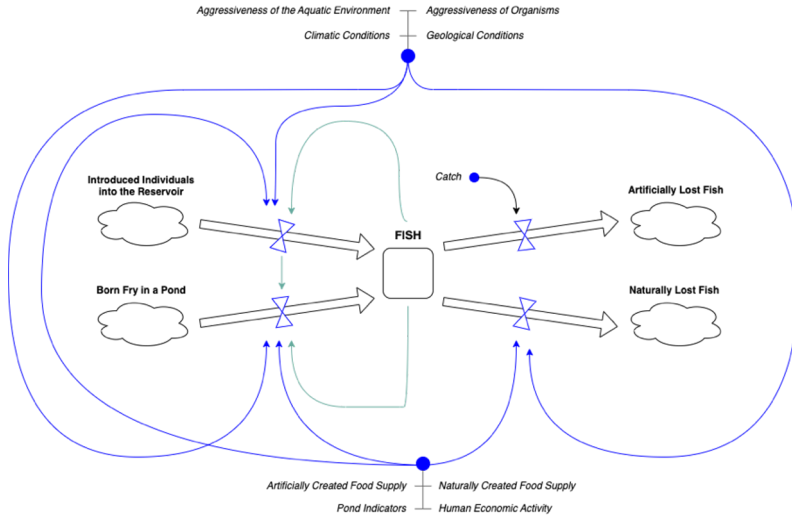 Aggressiveness of the Aquatic Environment
Aggressiveness of Organisms
Climatic Conditions
Geological Conditions
Introduced Individuals
into the Reservoir
Catch
Artificially Lost Fish
FISH
Born Fry in a Pond
Naturally Lost Fish
Artificially Created Food Supply
Naturally Created Food Supply
Pond Indicators
Human Economic Activity